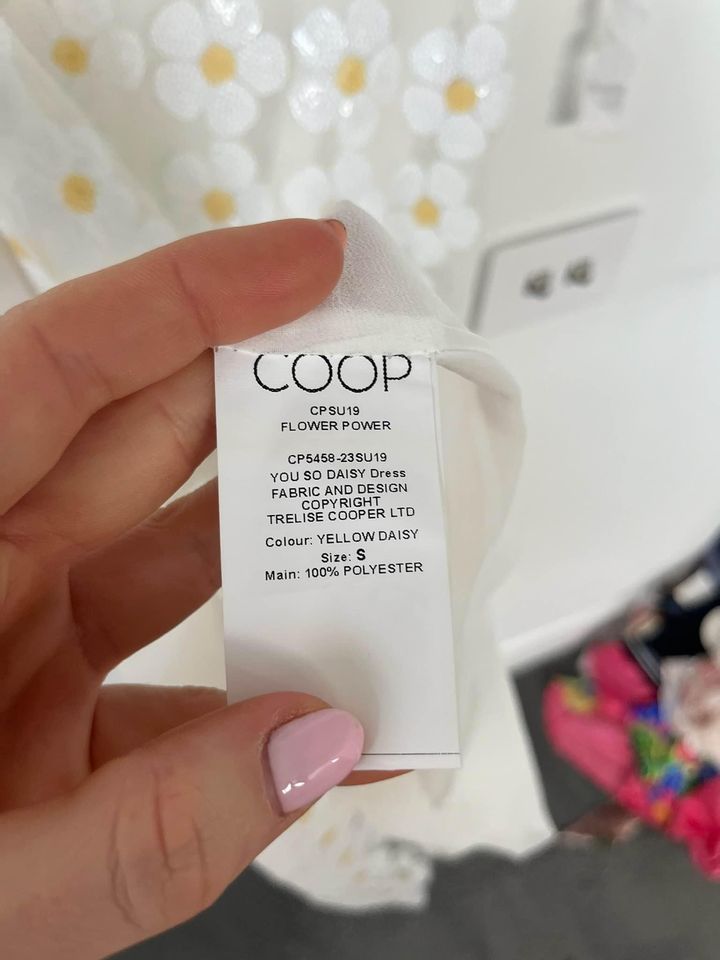 COOP
CPSU19
FLOWER POWER
CP5458-23SU19
YOU SO DAISY Dress
FABRIC AND DESIGN
COPYRIGHT
TRELISE COOPER LTD
Colour: YELLOW DAISY
Size: S
Main: 100% POLYESTER